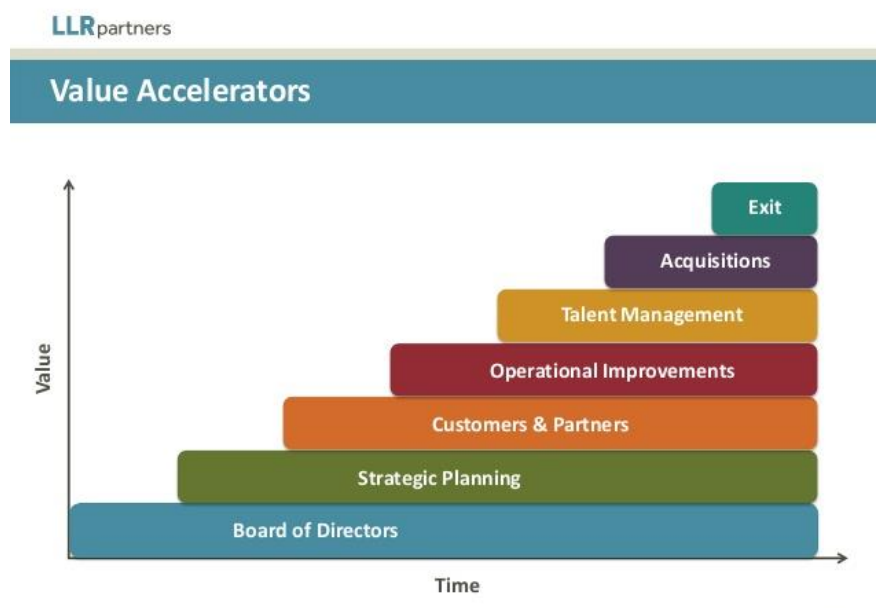 LLRpartners
Value Accelerators
Exit
Acquisitions
Talent Management
Operational Improvements
Customers & Partners
Strategic Planning
Board of Directors
Value
Time